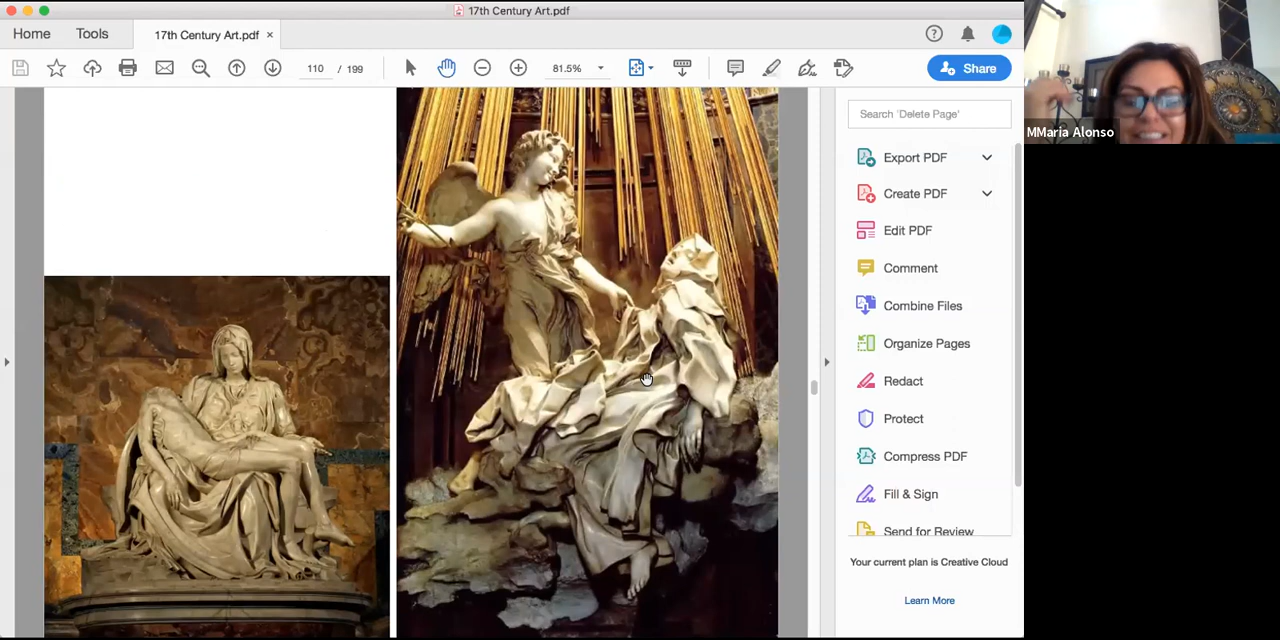 17th Century Art.pdf
Home
Tools
17th Century Art.pdf ×
110 / 199
81.5%
Share
Search 'Delete Page'
Export PDF
Create PDF
Edit PDF
Comment
Combine Files
Organize Pages
Redact
Protect
Compress PDF
Fill & Sign
Send for Review
Your current plan is Creative Cloud
Learn More
MMaria Alonso